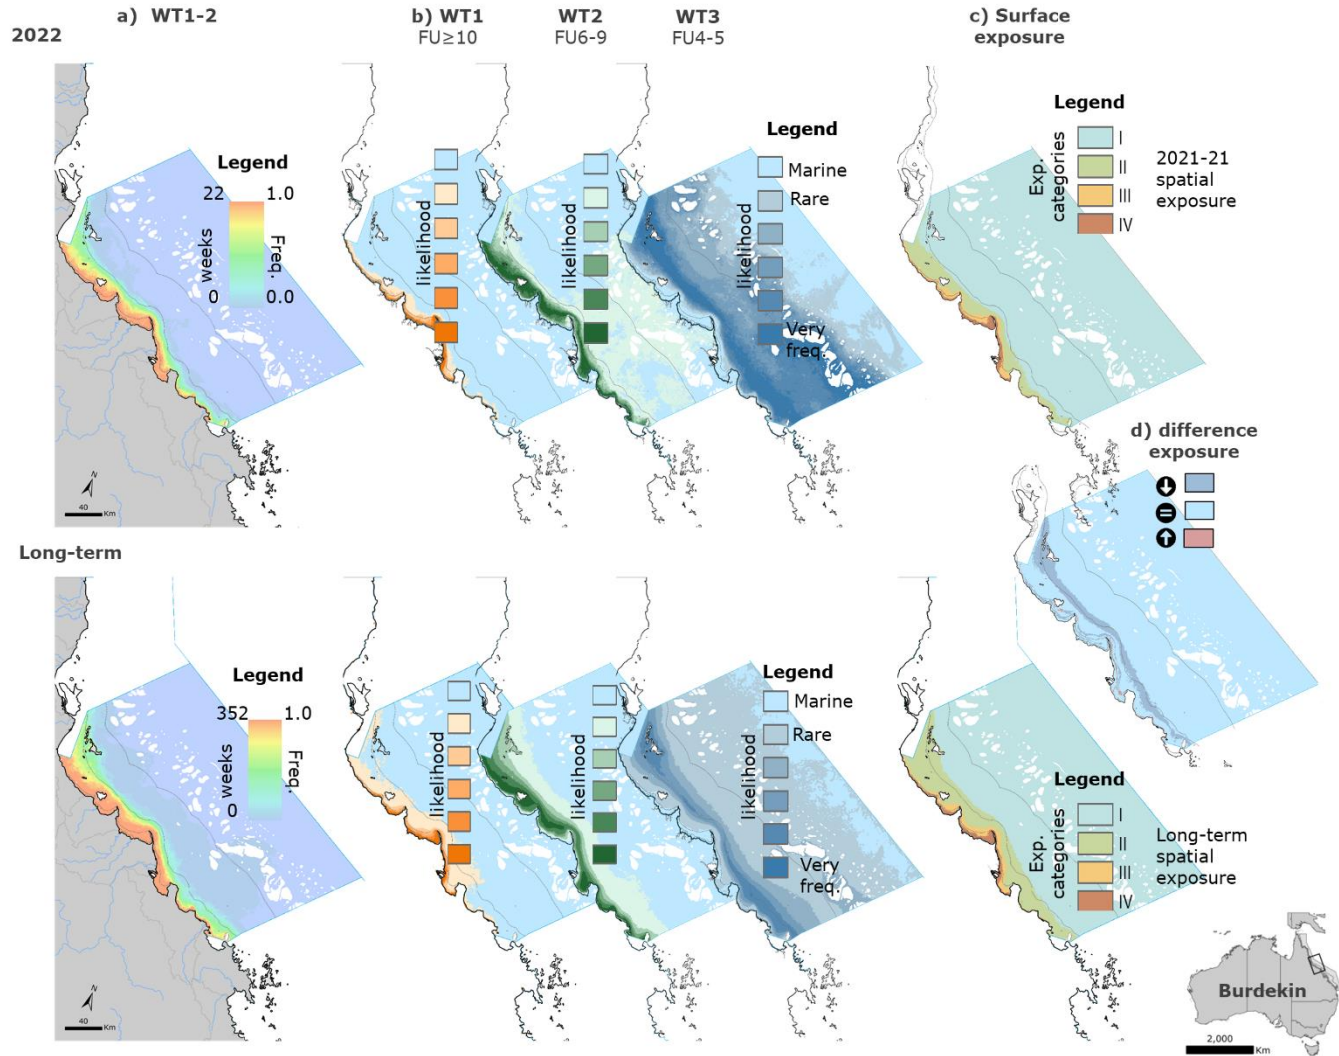 a) WT1-2
b) WT1
WT2
WT3
c) Surface
exposure
2022
FU≥10
FU6-9
FU4-5
Legend
22
1.0
weeks
Freq.
0
0.0
40
Km
N
likelihood
likelihood
Legend
Marine
Rare
likelihood
Very
freq.
Legend
Exp.
categories
I
II
III
IV
2021-21
spatial
exposure
d) difference
exposure
Long-term
Legend
352
1.0
weeks
Freq.
0
40
Km
N
likelihood
likelihood
Legend
Marine
Rare
likelihood
Very
freq.
Legend
Exp.
categories
I
II
III
IV
Long-term
spatial
exposure
Burdekin
2,000
Km